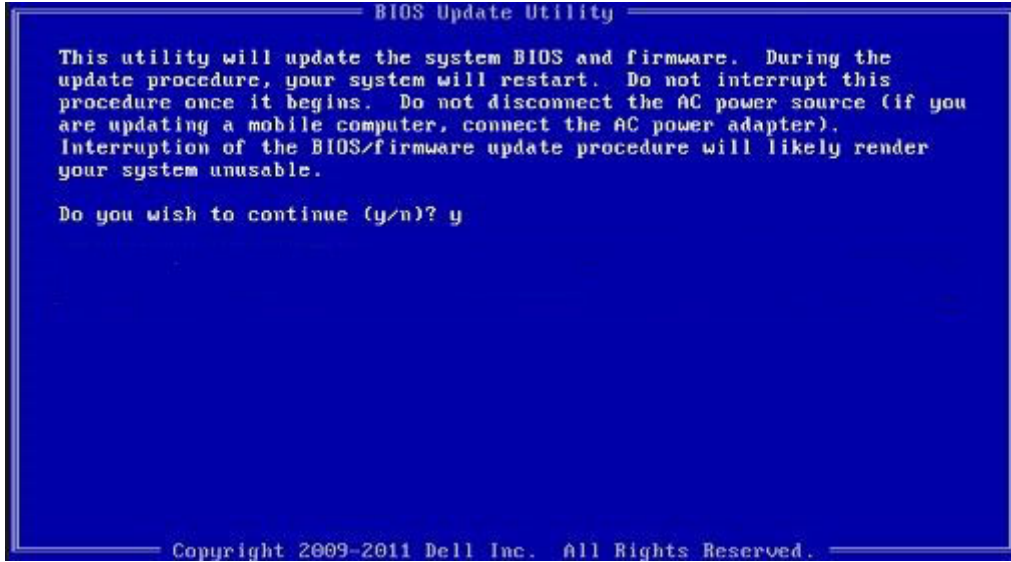 BIOS Update Utility
This utility will update the system BIOS and firmware. During the
update procedure, your system will restart. Do not interrupt this
procedure once it begins. Do not disconnect the AC power source (if you
are updating a mobile computer, connect the AC power adapter).
Interruption of the BIOS/firmware update procedure will likely render
your system unusable.
Do you wish to continue (y/n)? y
Copyright 2009-2011 Dell Inc. All Rights Reserved.